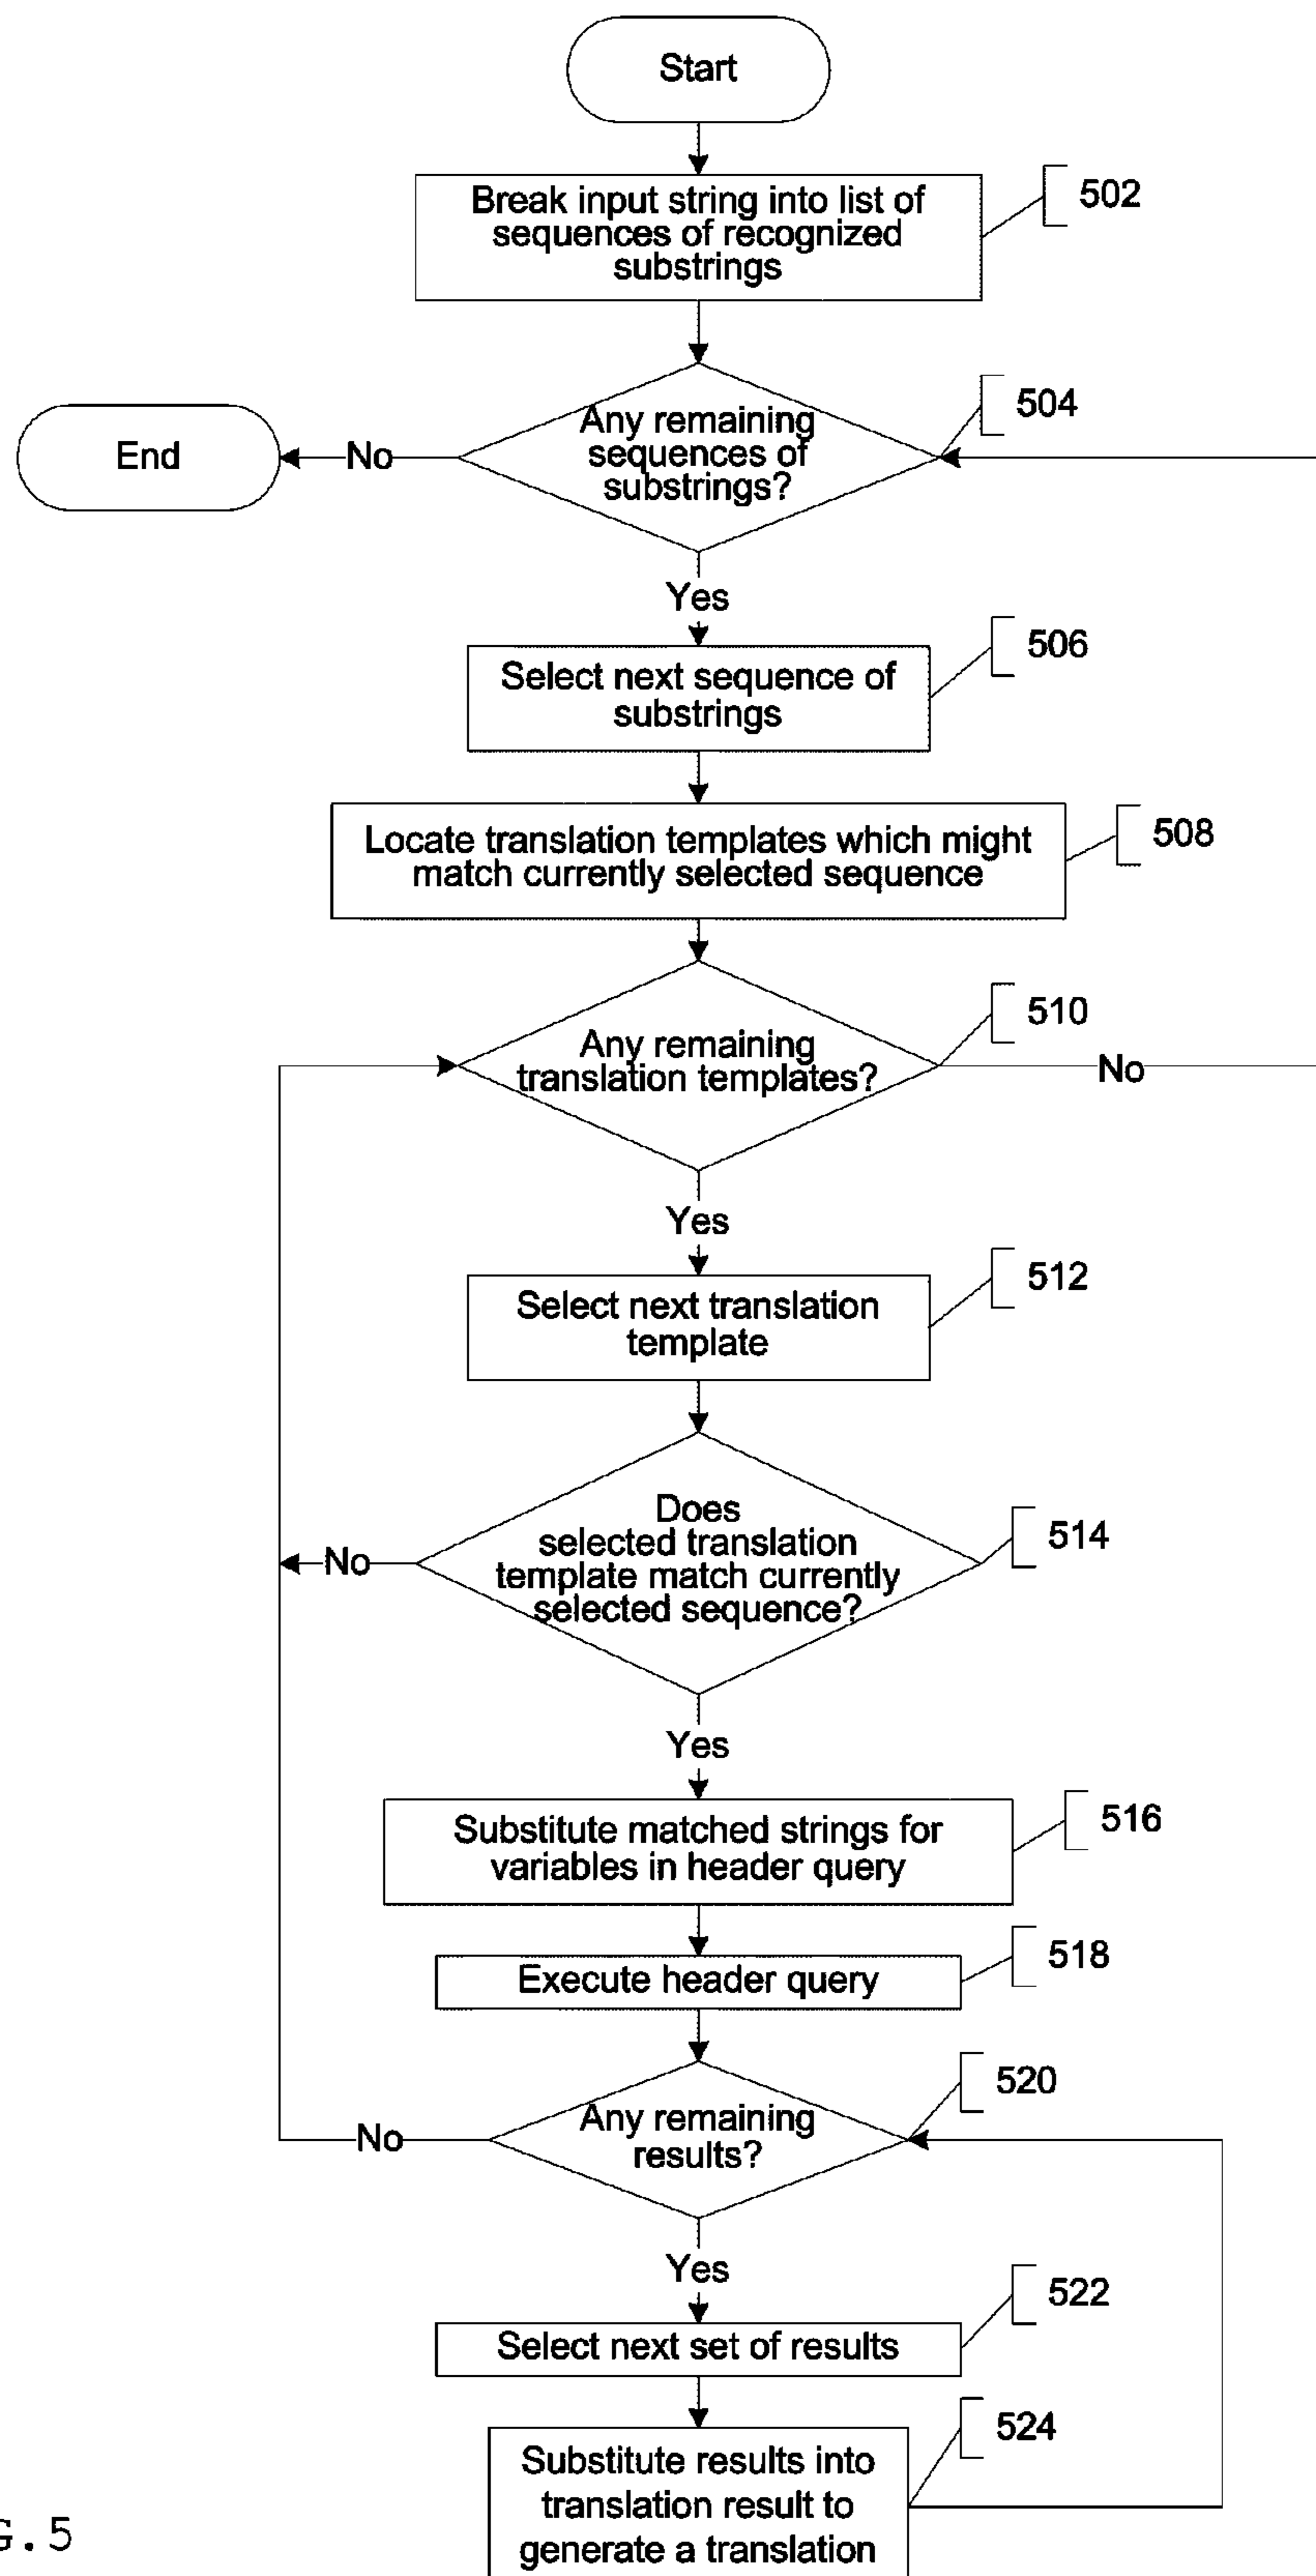 Start
Break input string into list of
sequences of recognized
substrings
502
Any remaining
sequences of
substrings?
504
End
No
Yes
Select next sequence of
substrings
506
Locate translation templates which might
match currently selected sequence
508
Any remaining
translation templates?
510
No
Yes
Select next translation
template
512
Does
selected translation
template match currently
selected sequence?
514
No
Yes
Substitute matched strings for
variables in header query
516
Execute header query
518
Any remaining
results?
520
No
Yes
Select next set of results
522
Substitute results into
translation result to
generate a translation
524
G.5